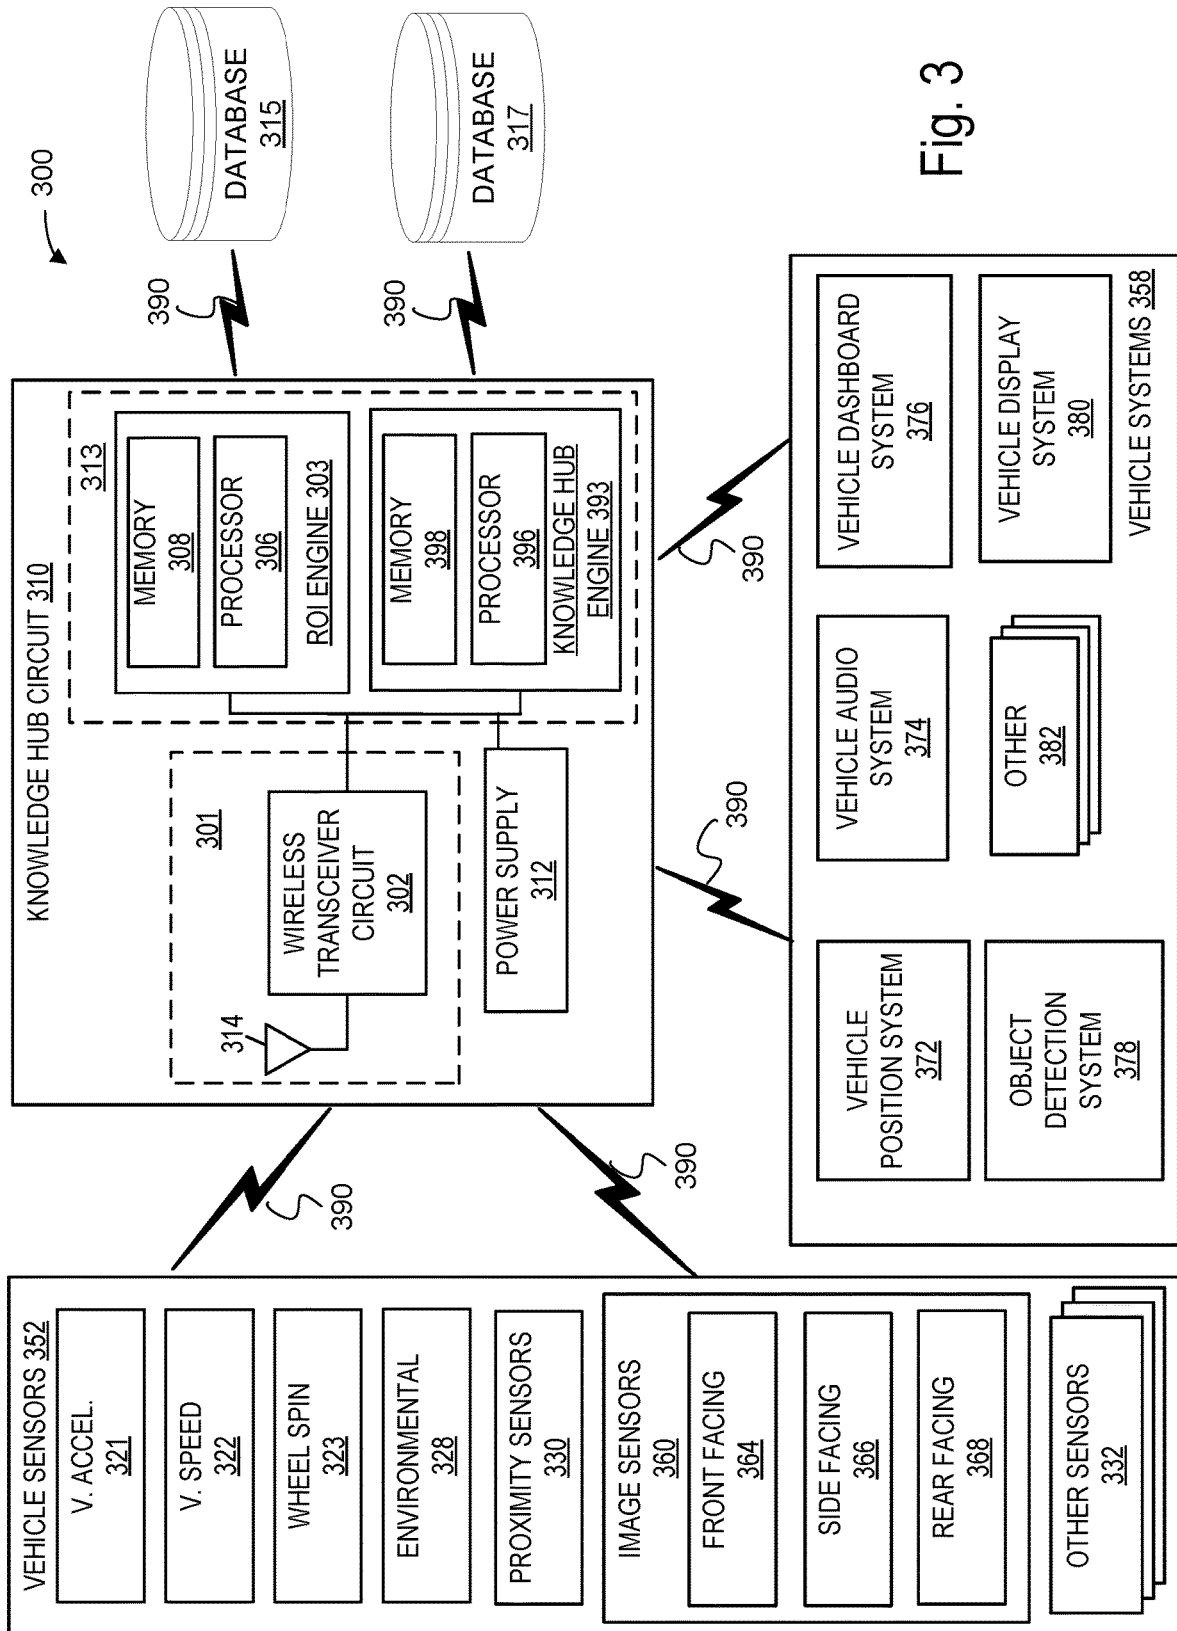 300
KNOWLEDGE HUB CIRCUIT 310
301
314
WIRELESS
TRANSCEIVER
CIRCUIT
302
POWER SUPPLY
312
313
MEMORY
308
PROCESSOR
306
ROI ENGINE 303
MEMORY
398
PROCESSOR
396
KNOWLEDGE HUB
ENGINE 393
390
DATABASE
315
390
DATABASE
317
390
390
390
390
VEHICLE SENSORS 352
V. ACCEL.
321
V. SPEED
322
WHEEL SPIN
323
ENVIRONMENTAL
328
PROXIMITY SENSORS
330
IMAGE SENSORS
360
FRONT FACING
364
SIDE FACING
366
REAR FACING
368
OTHER SENSORS
332
VEHICLE
POSITION SYSTEM
372
VEHICLE AUDIO
SYSTEM
374
VEHICLE DASHBOARD
SYSTEM
376
OBJECT
DETECTION
SYSTEM
378
OTHER
382
VEHICLE DISPLAY
SYSTEM
380
VEHICLE SYSTEMS 358
Fig. 3